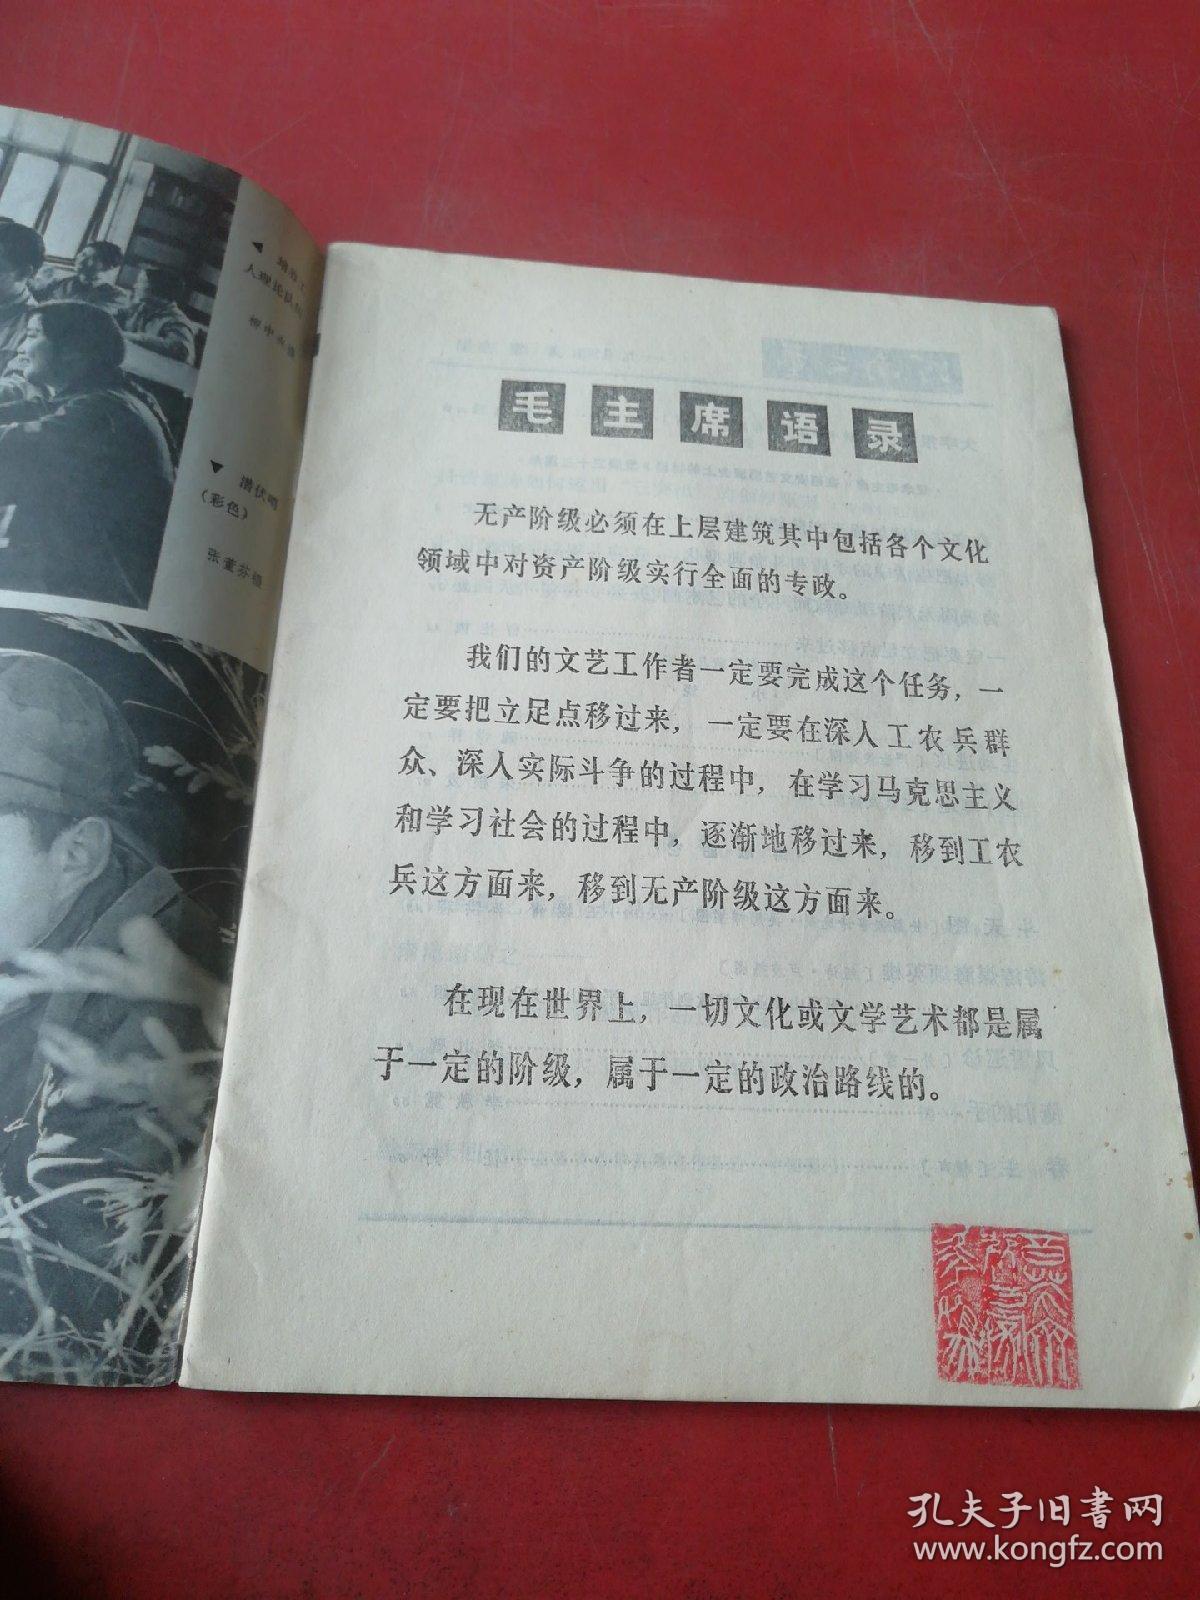 毛主席语录
无产阶级必须在上层建筑其中包括各个文化
领域中对资产阶级实行全面的专政。
我们的文艺工作者一定要完成这个任务，一
定要把立足点移过来，一定要在深入工农兵群
众、深入实际斗争的过程中，在学习马克思主义
和学习社会的过程中，逐渐地移过来，移到工农
兵这方面来，移到无产阶级这方面来。
在现在世界上，一切文化或文学艺术都是属
于一定的阶级，属于一定的政治路线的。
人理论队
潜伏哨
（彩色）
张董芬摄
孔夫子旧书网
www.kongfz.com